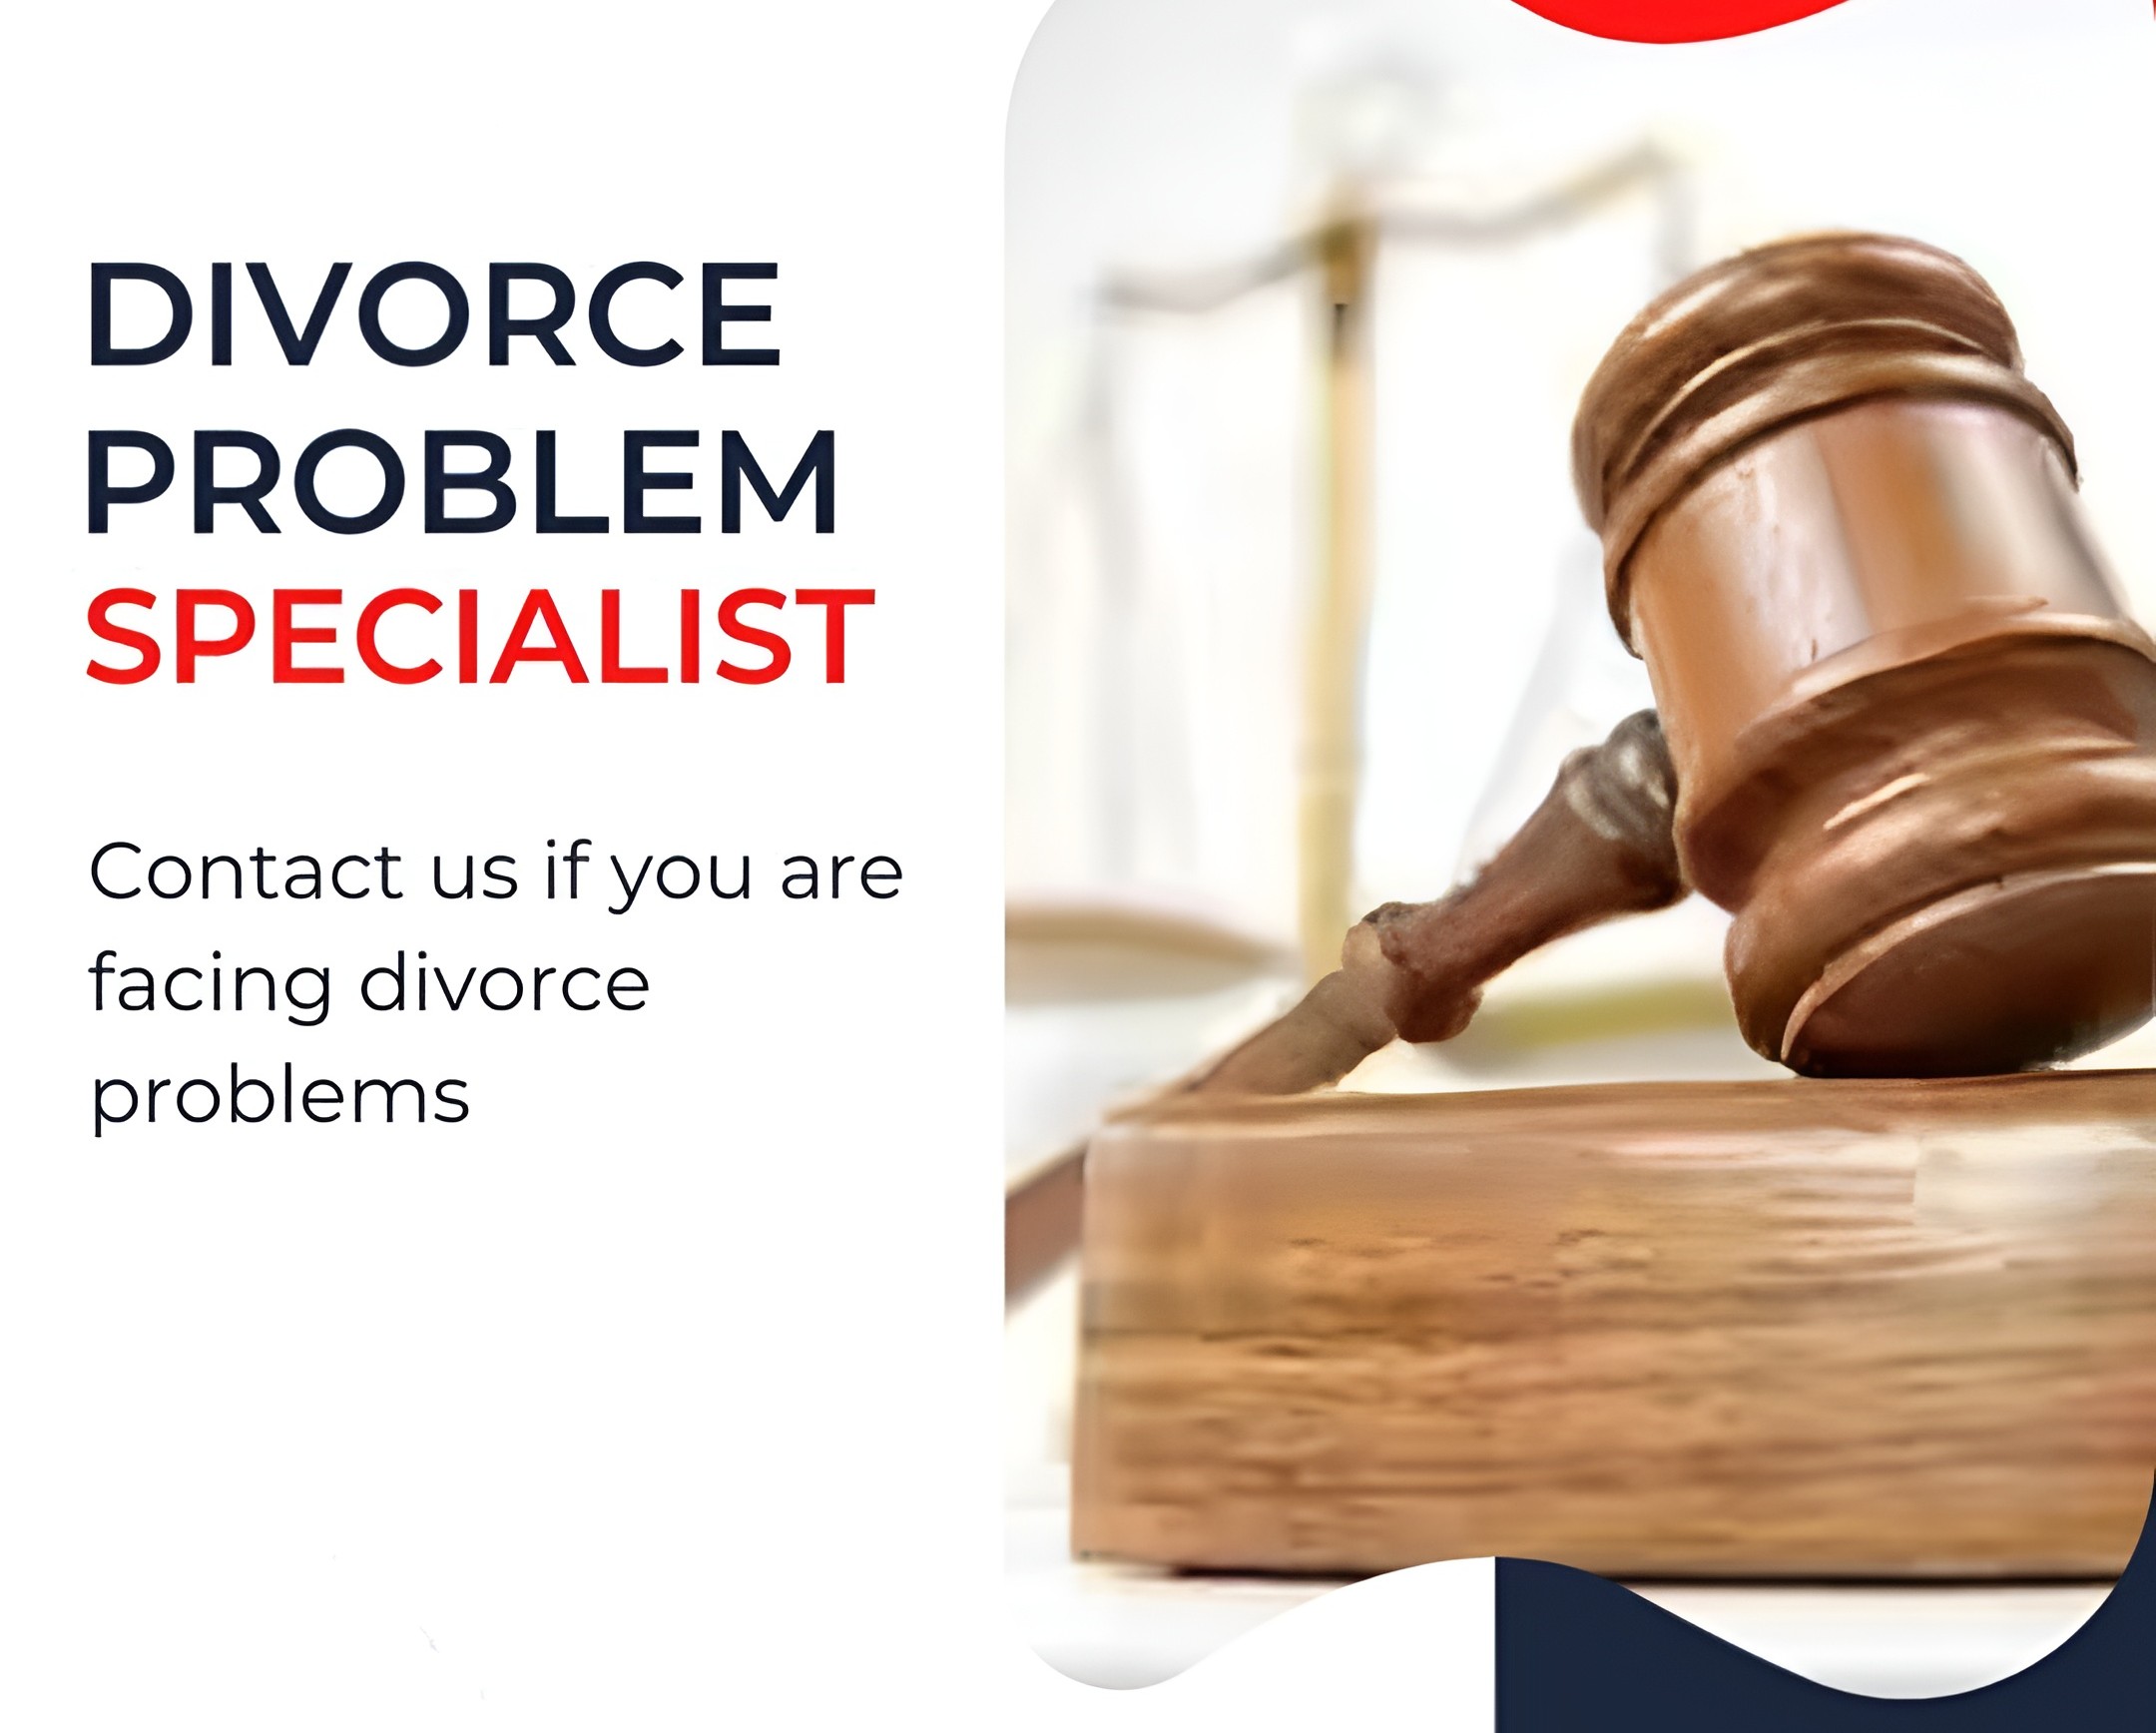 DIVORCE
PROBLEM
SPECIALIST
Contact us if you are
facing divorce
problems